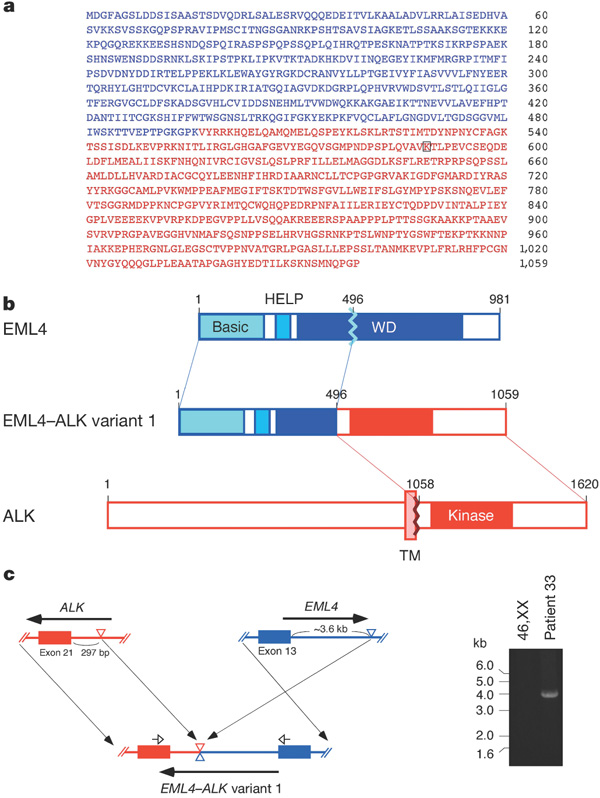 a
MDGFAGSLDDSISAASTSDVQDRLSALESRVQQQEDEITVLKAALADVLRRLAISEDHVA 60
SVKKSVSSKGQPSPRAVIPMSCITNGSGANRKPSHTSAVSIAGKETLSSAAKSGTEKKKE 120
KPQGQREKKEESHSNDQSPQIRASPSPQPSSQPLQIHRQTPESKNATPTKSIKRPSPAEK 180
SHNSWENSDDSRNKLSKIPSTPKLIPKVTKTADKHKDVIINQEGEYIKMFMRGRPITMFI 240
PSDVDNYDDIRTELPPEKLKLEWAYGYRGKDCRANVYLLPTGEIVYFIASVVVLFNYEER 300
TQRHYLGHTDCVKCLAIHPDKIRIATGQIAGVDKDGRPLQPHVRVWDSVTLSTLQIIGLG 360
TFERGVGCLDFSKADSGVHLCVIDDSNEHMLTVWDWQKKAKGAEIKTTNEVVLAVEFHPT 420
DANTIITCGKSHIFFWTWSGNSLTRKQGIFGKYEKPKFVQCLAFLGNGDVLTGDSGGVML 480
IWSKTTVEPTPGKGPKVYRRKHQELQAMQMELQSPEYKLSKLRTSTIMTDYNPNYCFAGK 540
TSSISDLKEVPRKNITLIRGLGHGAFGEVYEGQVSGMPNDPSPLQVAVKTLPEVCSEQDE 600
LDFLMEALIISKFNHQNIVRCIGVSLQSLPRFILLELMAGGDLKSFLRETRPRPSQPSSL 660
AMLDLLHVARDIACGCQYLEENHFIHRDIAARNCLLTCPGPGRVAKIGDFGMARDIYRAS 720
YYRKGGCAMLPVKWMPPEAFMEGIFTSKTDTWSFGVLLWEIFSLGYMPYPSKSNQEVLEF 780
VTSGGRMDPPKNCPGPVYRIMTQCWQHQPEDRPNFAIILERIEYCTQDPDVINTALPIEY 840
GPLVEEEEKVPVRPKDPEGVPPLLVSQQAKREEERSPAAPPPLPTTSSGKAAKKPTAAEV 900
SVRVPRGPAVEGGHVNMAFSQSNPPSELHRVHGSRNKPTSLWNPTYGSWFTEKPTKKNNP 960
IAKKEPHERGNLGLEGSCTVPPNVATGRLPGASLLLEPSSLTANMKEVPLFRLRHFPCGN 1,020
VNYGYQQQGLPLEAATAPGAGHYEDTILKSKNSMNQPGP 1,059
b
1 HELP 496 981
EML4 Basic WD
1 496 1059
EML4–ALK variant 1
1 1058 1620
ALK Kinase
TM
c
ALK EML4
~3.6 kb
Exon 21 297 bp Exon 13
EML4–ALK variant 1
46,XX Patient 33
kb
6.0
5.0
4.0
3.0
2.0
1.6